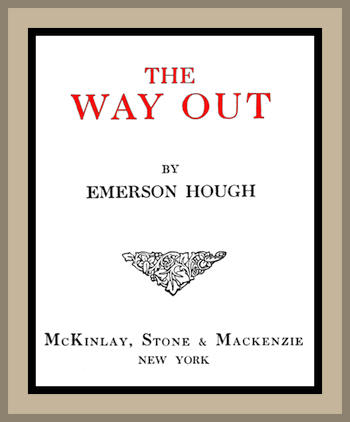 THE
WAY OUT
BY
EMERSON HOUGH
McKinlay, Stone & Mackenzie
NEW YORK